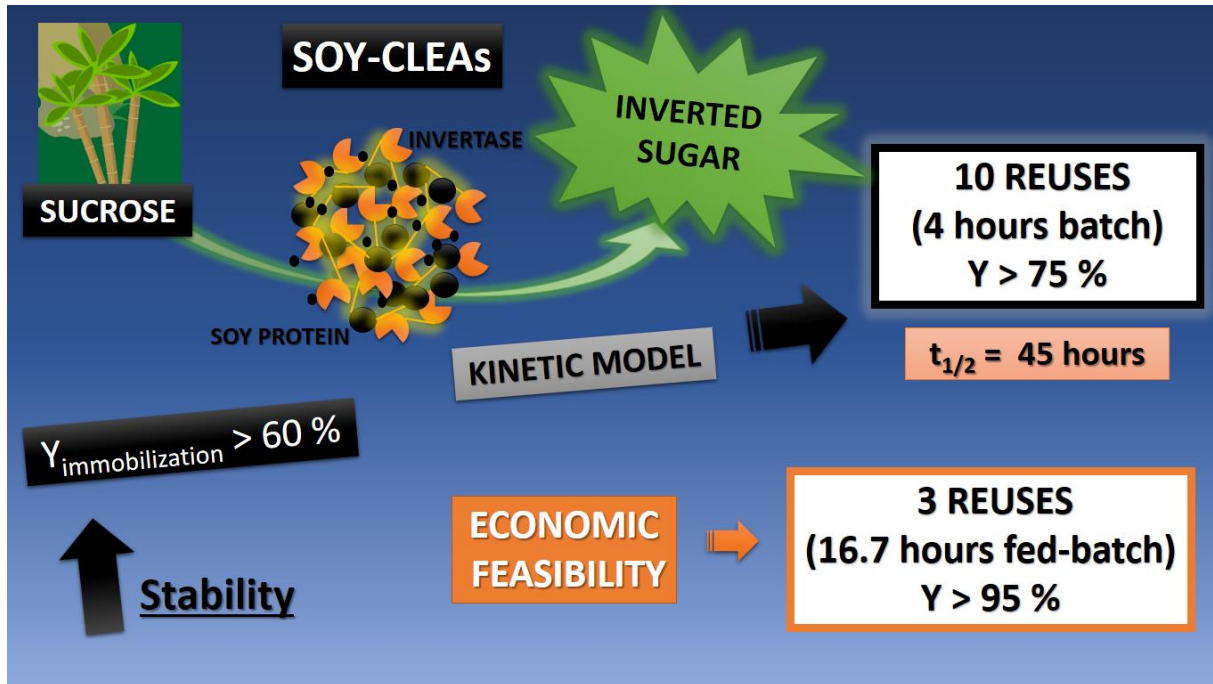 SOY-CLEAs
SUCROSE
INVERTASE
SOY PROTEIN
INVERTED
SUGAR
KINETIC MODEL
10 REUSES
(4 hours batch)
Y > 75 %
t1/2 = 45 hours
Yimmobilization > 60 %
Stability
ECONOMIC
FEASIBILITY
3 REUSES
(16.7 hours fed-batch)
Y > 95 %